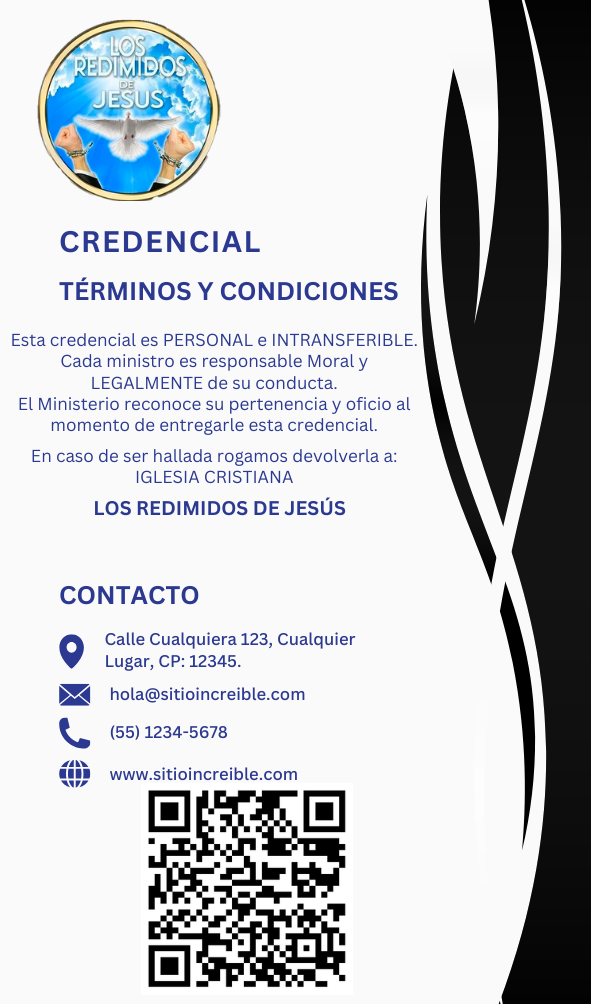 LOS
REDIMIDOS
DE
JESUS
CREDENCIAL
TÉRMINOS Y CONDICIONES
Esta credencial es PERSONAL e INTRANSFERIBLE.
Cada ministro es responsable Moral y
LEGALMENTE de su conducta.
El Ministerio reconoce su pertenencia y oficio al
momento de entregarle esta credencial.
En caso de ser hallada rogamos devolverla a:
IGLESIA CRISTIANA
LOS REDIMIDOS DE JESÚS
CONTACTO
Calle Cualquiera 123, Cualquier
Lugar, CP: 12345.
hola@sitioincreible.com
(55) 1234-5678
www.sitioincreible.com